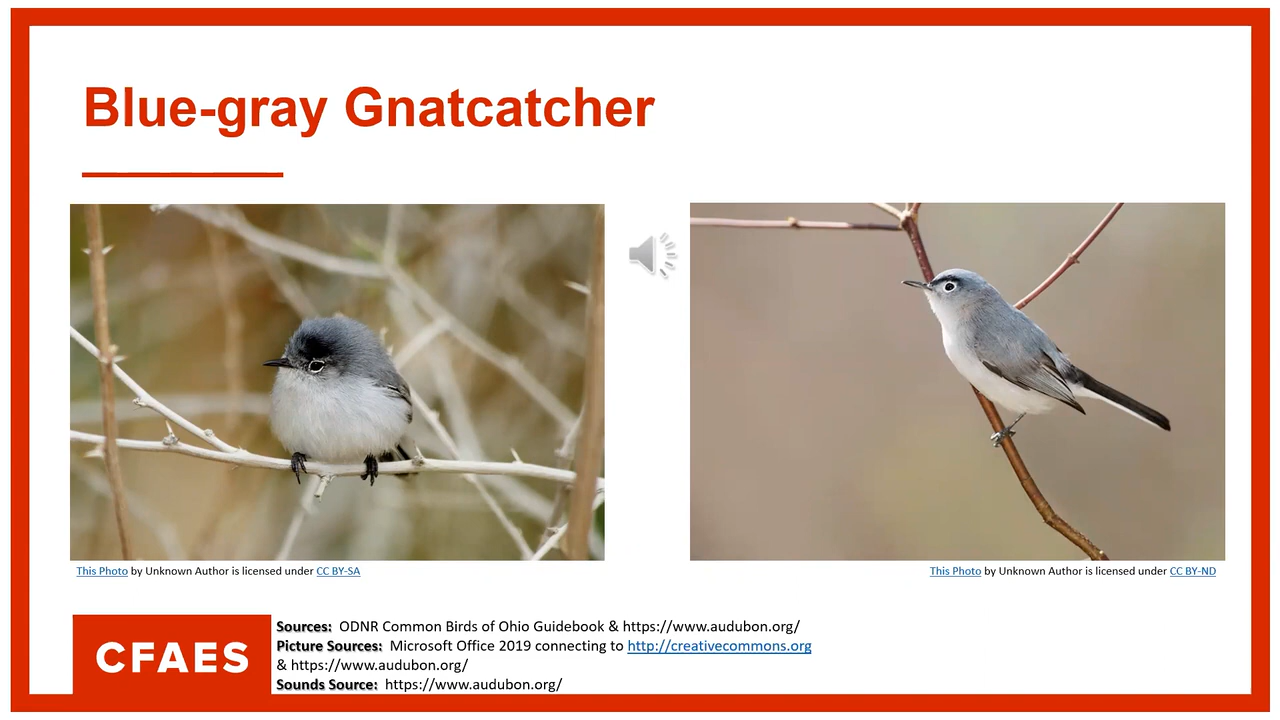 Blue-gray Gnatcatcher
This Photo by Unknown Author is licensed under CC BY-SA
This Photo by Unknown Author is licensed under CC BY-ND
CFAES
Sources: ODNR Common Birds of Ohio Guidebook & https://www.audubon.org/
Picture Sources: Microsoft Office 2019 connecting to http://creativecommons.org
& https://www.audubon.org/
Sounds Source: https://www.audubon.org/